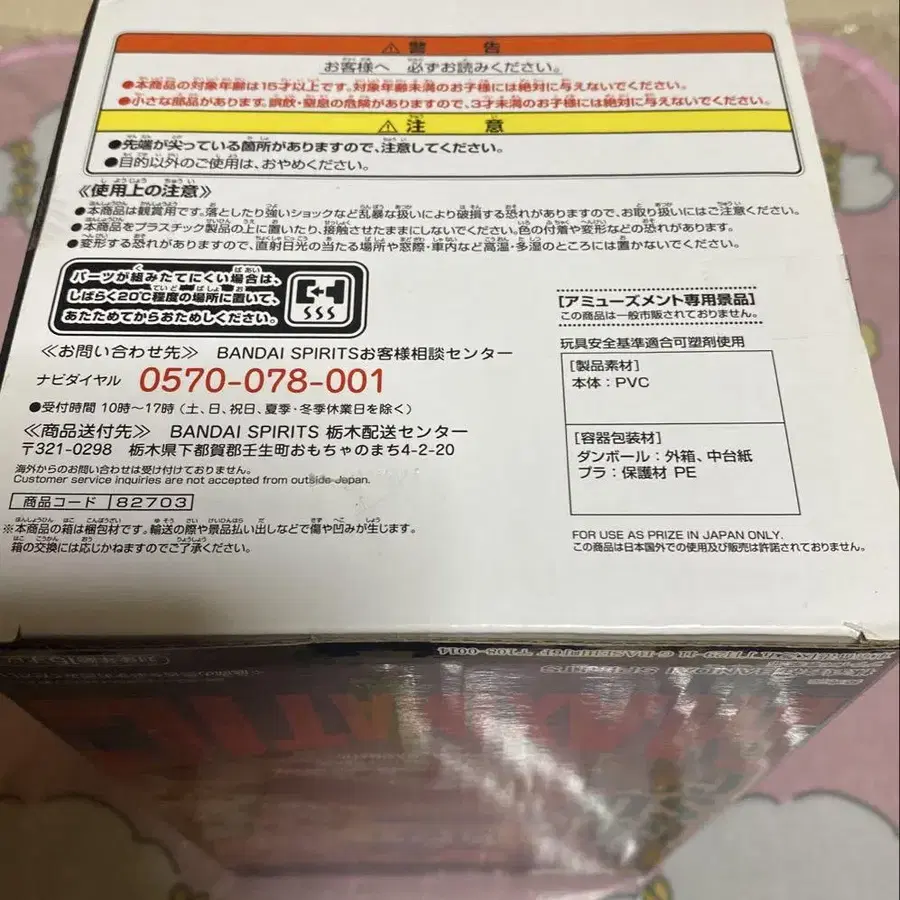 ⚠警告
お客様へ 必ずお読みください。
●本商品の対象年齢は15才以上です。対象年齢未満のお子様には絶対に与えないでください。
●小さな部品があります。誤飲・窒息の危険がありますので、3才未満のお子様には絶対に与えないでください。
⚠注意
●先端が尖っている箇所がありますので、注意してください。
●目的以外のご使用は、おやめください。
《使用上の注意》
●本商品は観賞用です。落としたり強いショックなど乱暴な扱いにより破損する恐れがありますので、お取り扱いにはご注意ください。
●本商品をプラスチック製品の上に置いたり、接触させたままにしないでください。色の付着や変形などの恐れがあります。
●変形する恐れがありますので、直射日光の当たる場所や窓際・車内など高温・多湿のところには置かないでください。
パーツが組みたてにくい場合は、
しばらく20℃程度の場所に置いて、
あたためてからおためしください。
≪お問い合わせ先≫ BANDAI SPIRITSお客様相談センター
ナビダイヤル 0570-078-001
●受付時間 10時〜17時（土、日、祝日、夏季・冬季休業日を除く）
≪商品送付先≫ BANDAI SPIRITS 栃木配送センター
〒321-0298 栃木県下都賀郡壬生町おもちゃのまち4-2-20
海外からのお問い合わせは受け付けておりません。
Customer service inquiries are not accepted from outside Japan.
商品コード 82703
※本商品の箱は梱包材です。輸送の際や景品払い出しなどで傷や凹みが生じます。
箱の交換には応じかねますのでご了承ください。
[アミューズメント専用景品]
この商品は一般市販されておりません。
玩具安全基準適合可塑剤使用
[製品素材]
本体：PVC
[容器包装材]
ダンボール：外箱、中台紙
プラ：保護材 PE
FOR USE AS PRIZE IN JAPAN ONLY.
この商品は日本国外での使用及び販売は許諾されておりません。